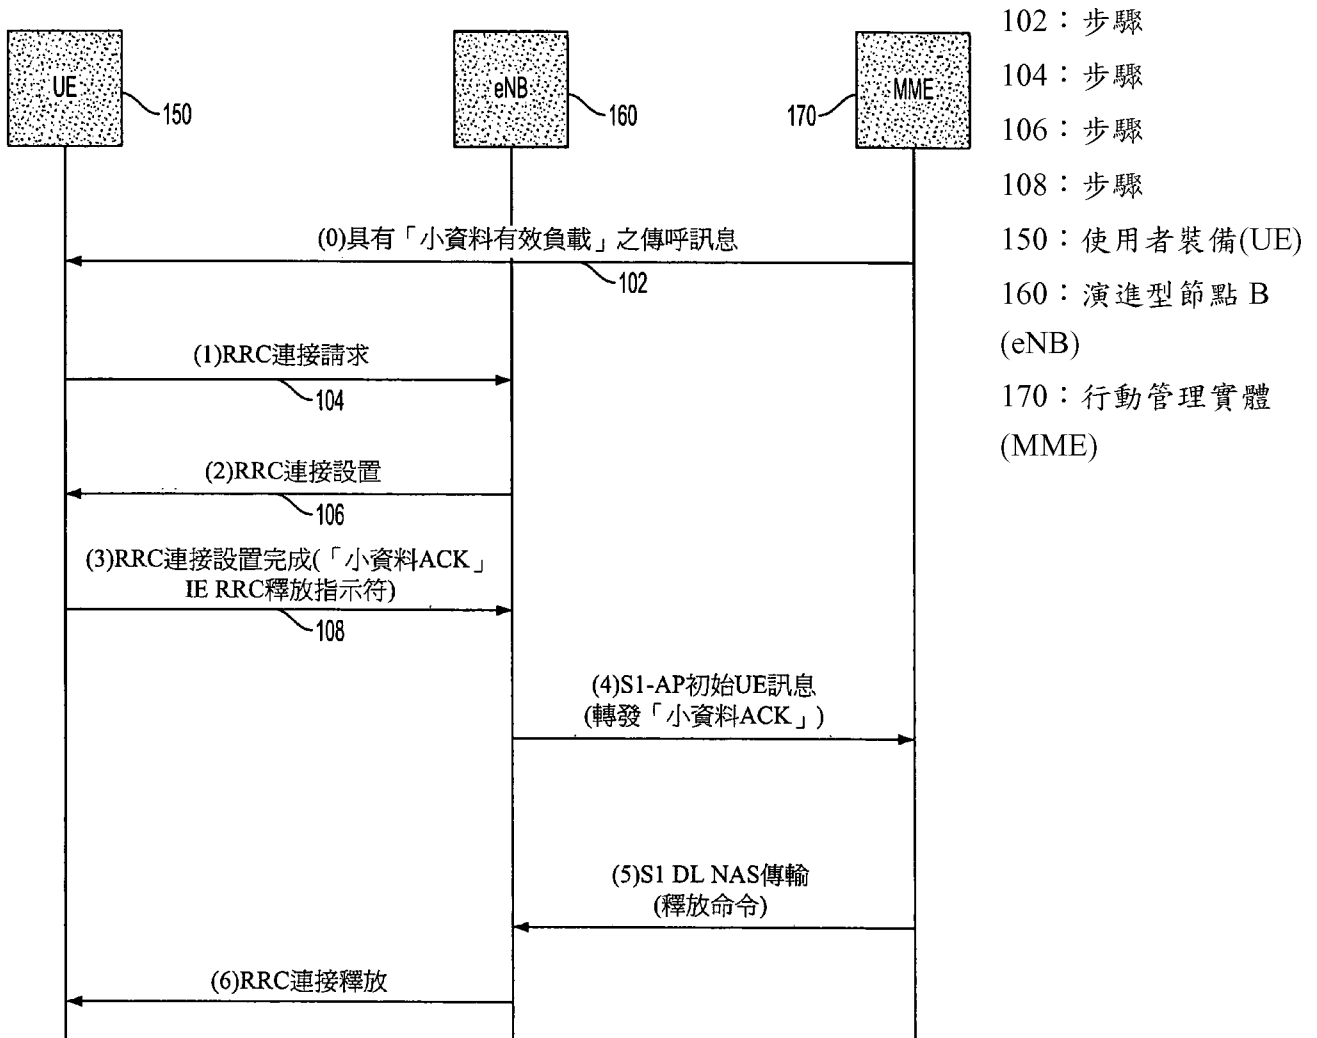 UE
150
eNB
160
170
MME
(0)具有「小資料有效負載」之傳呼訊息
102
(1)RRC連接請求
104
(2)RRC連接設置
106
(3)RRC連接設置完成(「小資料ACK」
IE RRC釋放指示符)
108
(4)S1-AP初始UE訊息
(轉發「小資料ACK」)
(5)S1 DL NAS傳輸
(釋放命令)
(6)RRC連接釋放
102：步驟
104：步驟
106：步驟
108：步驟
150：使用者裝備(UE)
160：演進型節點 B
(eNB)
170：行動管理實體
(MME)